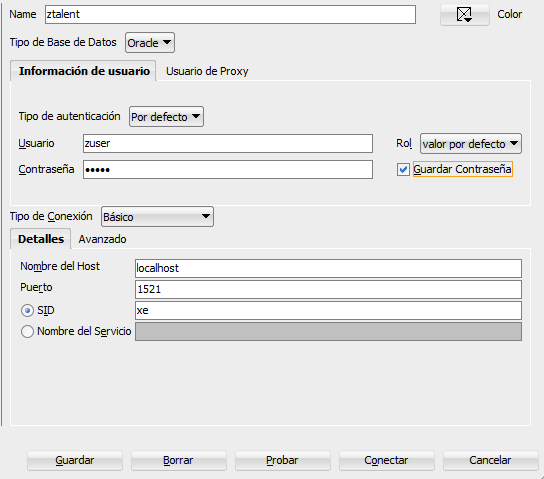 Name ztalent Color
Tipo de Base de Datos Oracle
Información de usuario Usuario de Proxy
Tipo de autenticación Por defecto
Usuario zuser Rol valor por defecto
Contraseña ••••• Guardar Contraseña
Tipo de Conexión Básico
Detalles Avanzado
Nombre del Host localhost
Puerto 1521
SID xe
Nombre del Servicio
Guardar Borrar Probar Conectar Cancelar